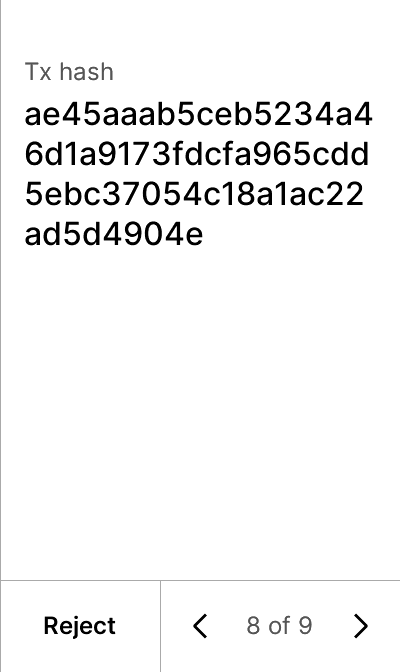 Tx hash
ae45aaab5ceb5234a4
6d1a9173fdcfa965cdd
5ebc37054c18a1ac22
ad5d4904e
Reject
8 of 9